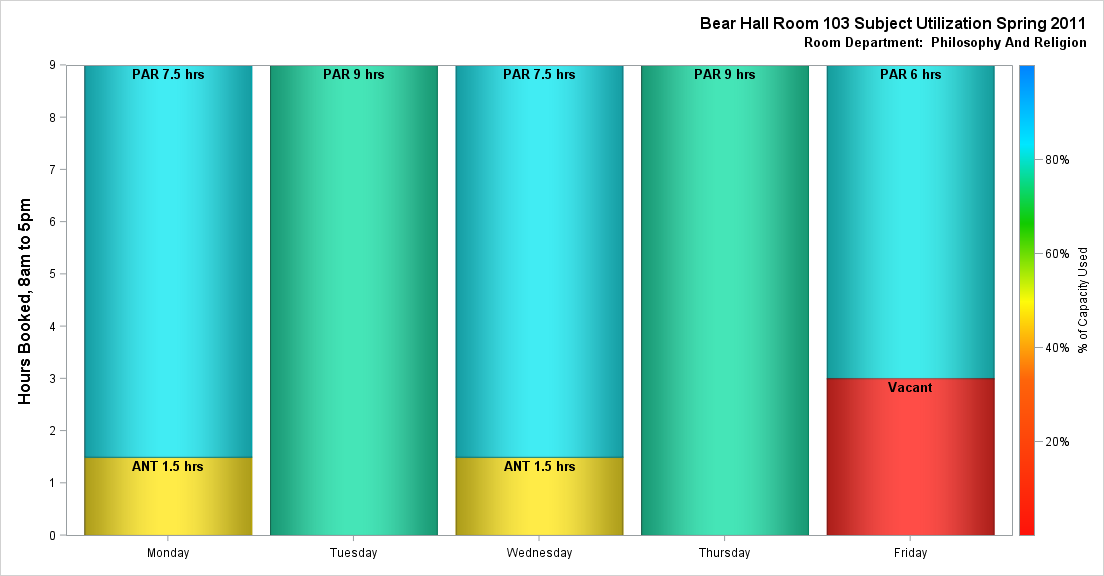 Bear Hall Room 103 Subject Utilization Spring 2011
Room Department:  Philosophy And Religion
Hours Booked, 8am to 5pm
9
8
7
6
5
4
3
2
1
0
PAR 7.5 hrs
PAR 9 hrs
PAR 7.5 hrs
PAR 9 hrs
PAR 6 hrs
Vacant
ANT 1.5 hrs
ANT 1.5 hrs
Monday
Tuesday
Wednesday
Thursday
Friday
80%
60%
40%
20%
% of Capacity Used